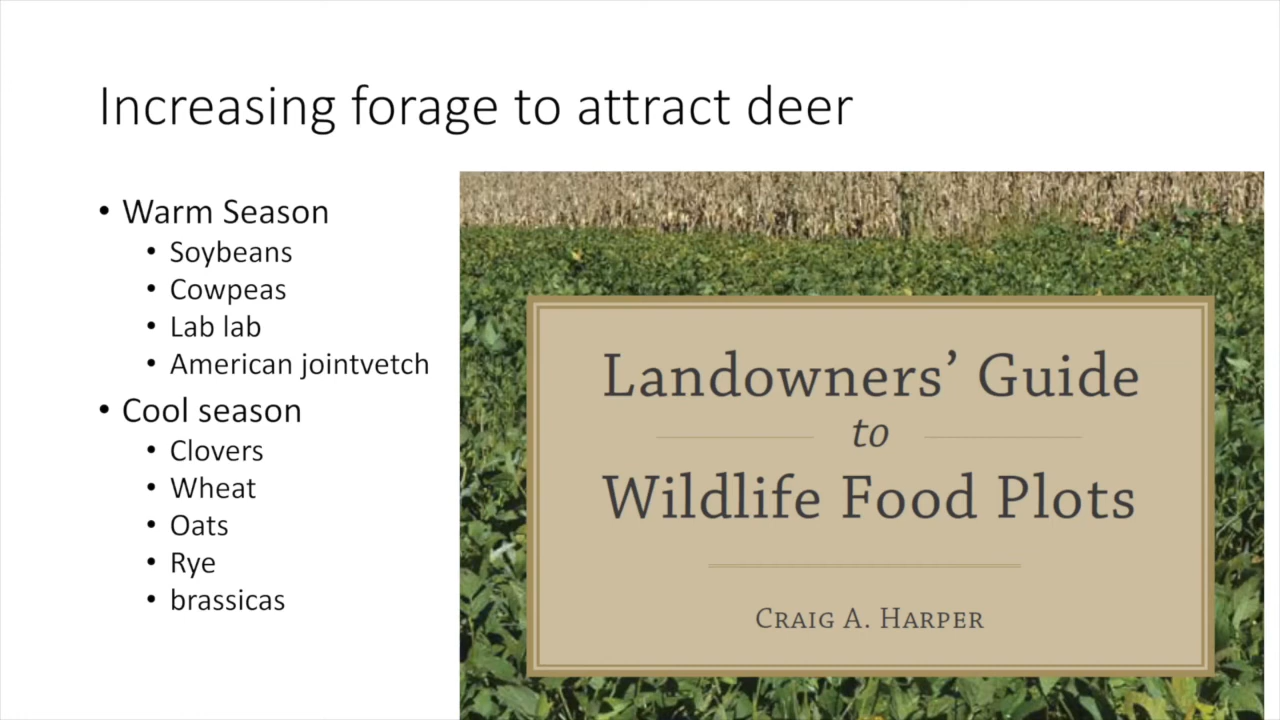 Increasing forage to attract deer
• Warm Season
• Soybeans
• Cowpeas
• Lab lab
• American jointvetch
• Cool season
• Clovers
• Wheat
• Oats
• Rye
• brassicas
Landowners’ Guide
to
Wildlife Food Plots
Craig A. Harper